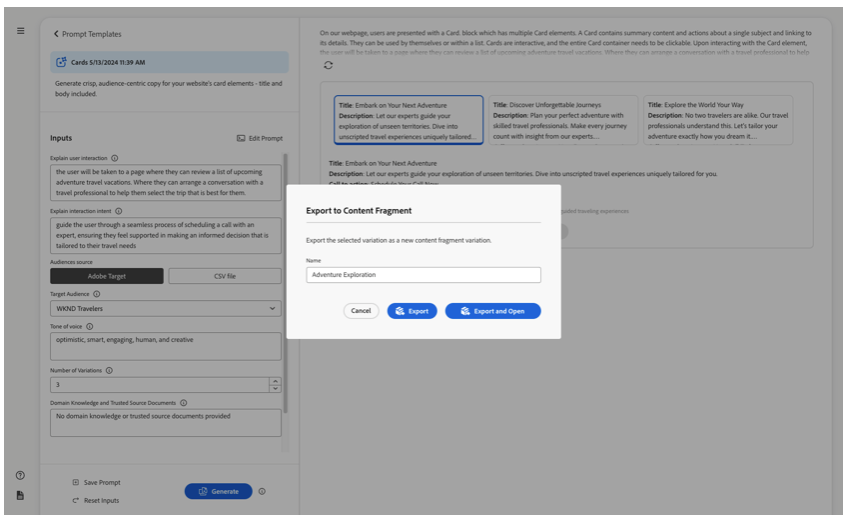 Prompt Templates
Cards 5/13/2024 11:39 AM
Generate crisp, audience-centric copy for your website's card elements - title and
body included.
Inputs
Edit Prompt
Explain user interaction
the user will be taken to a page where they can review a list of upcoming
adventure travel vacations. Where they can arrange a conversation with a
travel professional to help them select the trip that is best for them.
Explain interaction intent
guide the user through a seamless process of scheduling a call with an
expert, ensuring they feel supported in making an informed decision that is
tailored to their travel needs
Audiences source
Adobe Target
CSV file
Target Audience
WKND Travelers
Tone of voice
optimistic, smart, engaging, human, and creative
Number of Variations
3
Domain Knowledge and Trusted Source Documents
No domain knowledge or trusted source documents provided
Save Prompt
Reset Inputs
Generate
On our webpage, users are presented with a Card. block which has multiple Card elements. A Card contains summary content and actions about a single subject and linking to
its details. They can be used by themselves or within a list. Cards are interactive, and the entire Card container needs to be clickable. Upon interacting with the Card element,
the user will be taken to a page where they can review a list of upcoming adventure travel vacations. Where they can arrange a conversation with a travel professional to help
Title: Embark on Your Next Adventure
Description: Let our experts guide your
exploration of unseen territories. Dive into
unscripted travel experiences uniquely tailored...
Title: Discover Unforgettable Journeys
Description: Plan your perfect adventure with
skilled travel professionals. Make every journey
count with insight from our experts....
Title: Explore the World Your Way
Description: No two travelers are alike. Our travel
professionals understand this. Let's tailor your
adventure exactly how you dream it....
Title: Embark on Your Next Adventure
Description: Let our experts guide your exploration of unseen territories. Dive into unscripted travel experiences uniquely tailored for you.
Call to action: Schedule Your Call Now
guided traveling experiences
Export to Content Fragment
Export the selected variation as a new content fragment variation.
Name
Adventure Exploration
Cancel
Export
Export and Open